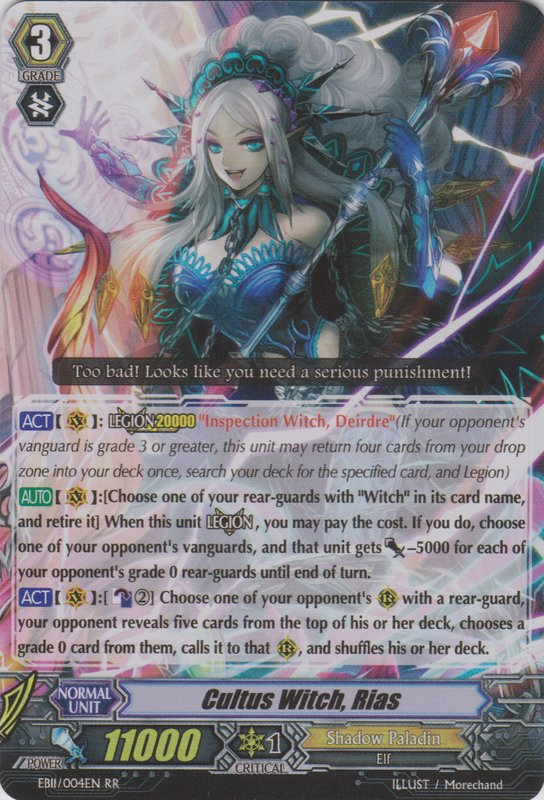 3
GRADE
Too bad! Looks like you need a serious punishment!
ACT【 V 】: LEGION 20000 "Inspection Witch, Deirdre"(If your opponent's
vanguard is grade 3 or greater, this unit may return four cards from your drop
zone into your deck once, search your deck for the specified card, and Legion)
AUTO【 V 】:[Choose one of your rear-guards with "Witch" in its card name,
and retire it] When this unit LEGION, you may pay the cost. If you do, choose
one of your opponent's vanguards, and that unit gets -5000 for each of
your opponent's grade 0 rear-guards until end of turn.
ACT【 V 】:[ ②] Choose one of your opponent's R with a rear-guard,
your opponent reveals five cards from the top of his or her deck, chooses a
grade 0 card from them, calls it to that R, and shuffles his or her deck.
NORMAL
UNIT
Cultus Witch, Rias
POWER
11000
1
CRITICAL
Shadow Paladin
Elf
EB11/004EN RR
ILLUST / Morechand